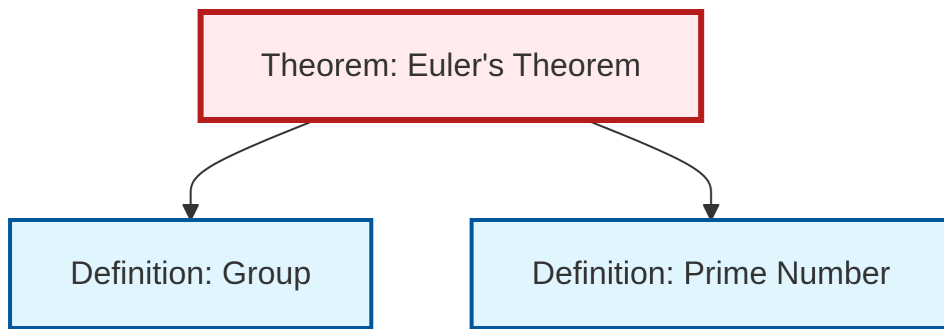 Theorem: Euler's Theorem
Definition: Group
Definition: Prime Number